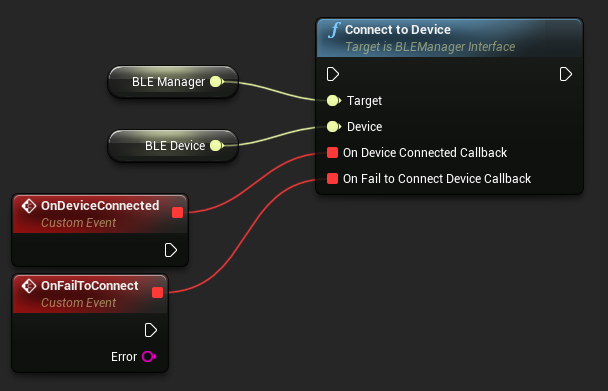 Connect to Device
Target is BLEManager Interface
BLE Manager
Target
BLE Device
Device
On Device Connected Callback
On Fail to Connect Device Callback
OnDeviceConnected
Custom Event
OnFailToConnect
Custom Event
Error